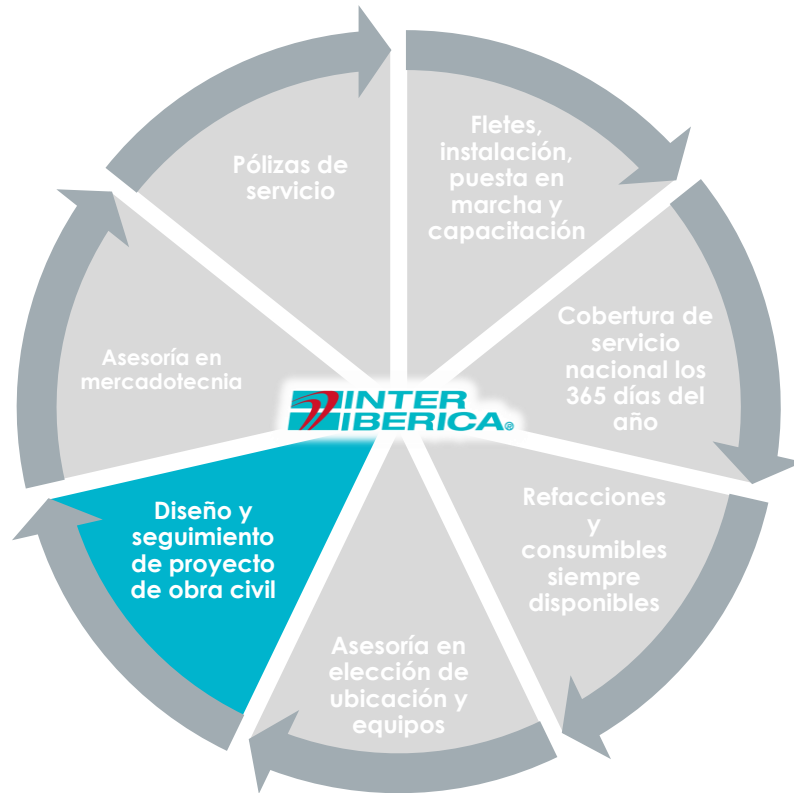 Pólizas de
servicio
Fletes,
instalación,
puesta en
marcha y
capacitación
Cobertura de
servicio
nacional los
365 días del
año
Refacciones
y
consumibles
siempre
disponibles
Asesoría en
elección de
ubicación y
equipos
Diseño y
seguimiento
de proyecto
de obra civil
Asesoría en
mercadotecnia
INTER
IBERICA®